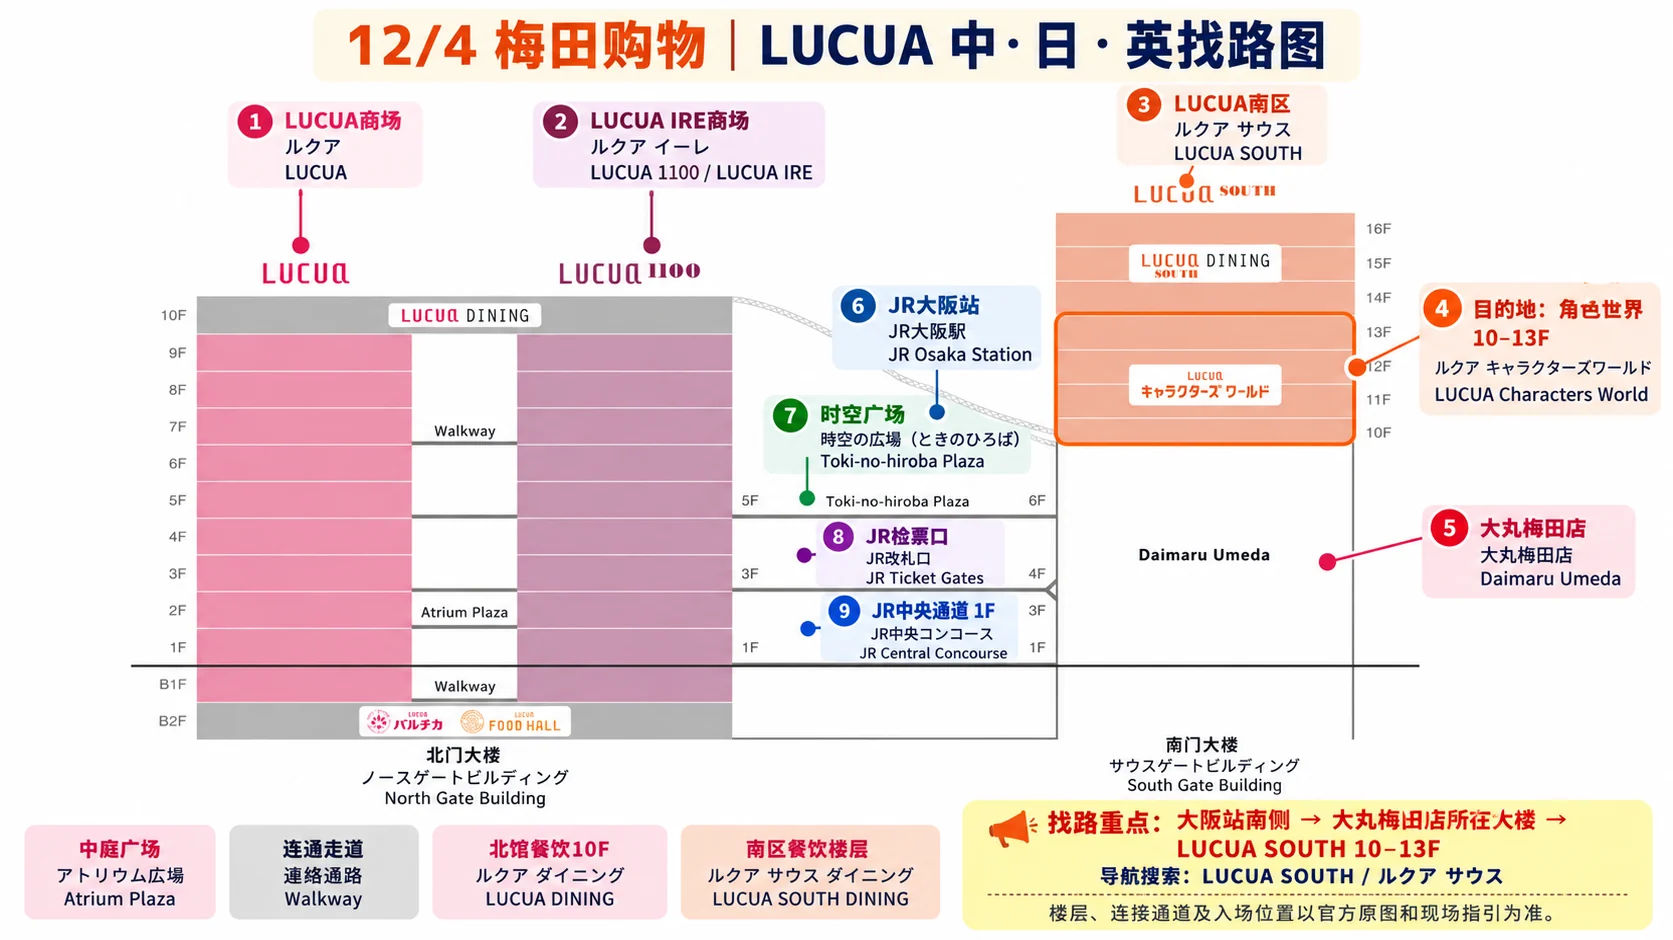 12/4 梅田购物｜LUCUA 中·日·英找路图
1 LUCUA商场
ルクア
LUCUA
2 LUCUA IRE商场
ルクア イーレ
LUCUA 1100 / LUCUA IRE
3 LUCUA南区
ルクア サウス
LUCUA SOUTH
LUCUA
LUCUA 1100
LUCUA SOUTH
10F
9F
8F
7F
6F
5F
4F
3F
2F
1F
B1F
B2F
LUCUA DINING
Walkway
Atrium Plaza
Walkway
LUCUA バルチカ
LUCUA FOOD HALL
北门大楼
ノースゲートビルディング
North Gate Building
6 JR大阪站
JR大阪駅
JR Osaka Station
7 时空广场
時空の広場（ときのひろば）
Toki-no-hiroba Plaza
5F Toki-no-hiroba Plaza 6F
8 JR检票口
JR改札口
JR Ticket Gates
3F 4F
9 JR中央通道 1F
JR中央コンコース
JR Central Concourse
3F
1F 1F
LUCUA SOUTH DINING
LUCUA キャラクターズ ワールド
16F
15F
14F
13F
12F
11F
10F
4 目的地：角色世界
10–13F
ルクア キャラクターズワールド
LUCUA Characters World
Daimaru Umeda
5 大丸梅田店
大丸梅田店
Daimaru Umeda
南门大楼
サウスゲートビルディング
South Gate Building
中庭广场
アトリウム広場
Atrium Plaza
连通走道
連絡通路
Walkway
北馆餐饮10F
ルクア ダイニング
LUCUA DINING
南区餐饮楼层
ルクア サウス ダイニング
LUCUA SOUTH DINING
找路重点：大阪站南侧 → 大丸梅田店所在大楼 →
LUCUA SOUTH 10–13F
导航搜索：LUCUA SOUTH / ルクア サウス
楼层、连接通道及入场位置以官方原图和现场指引为准。